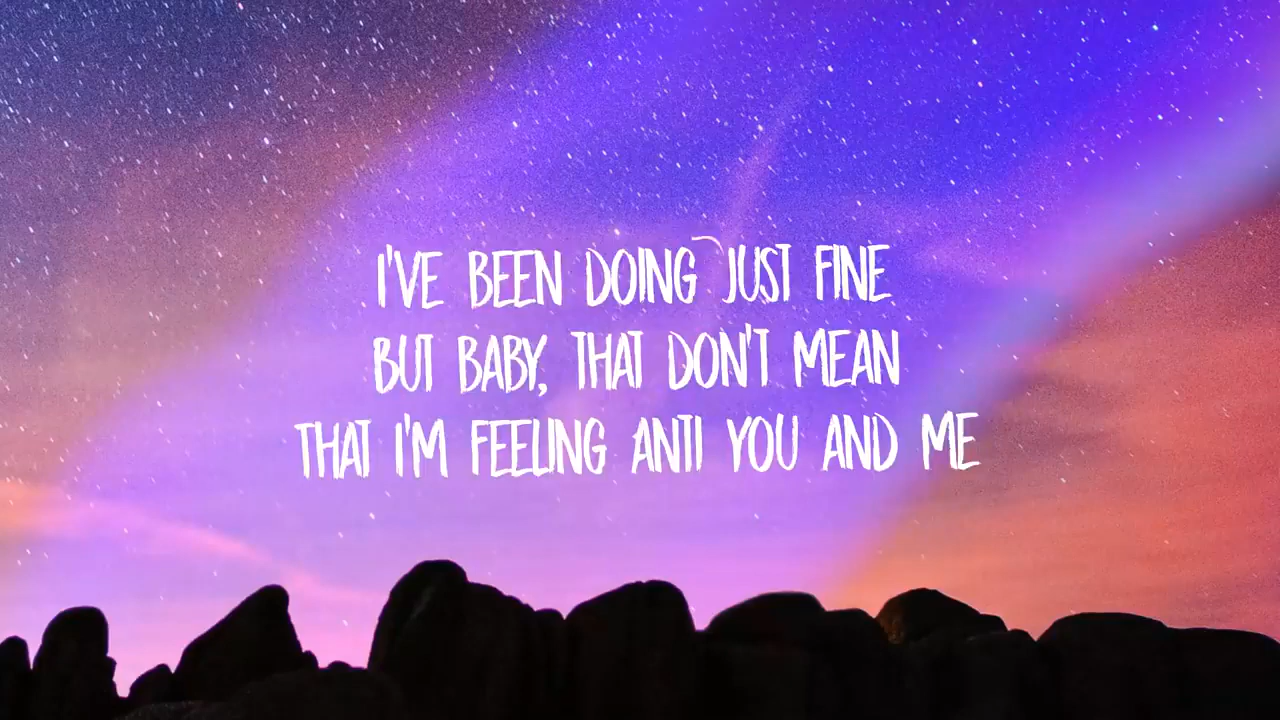 I'VE BEEN DOING JUST FINE
BUT BABY, THAT DON'T MEAN
THAT I'M FEELING ANTI YOU AND ME